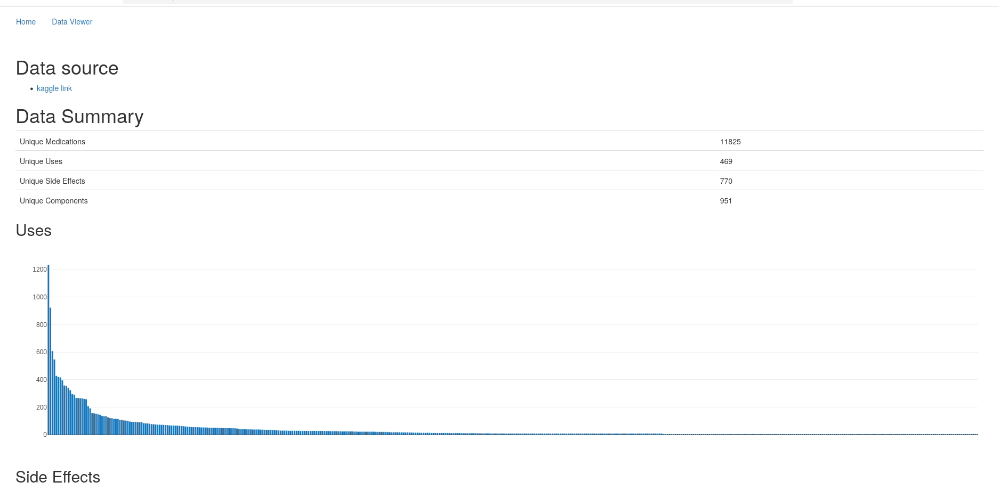 Home Data Viewer
Data source
• kaggle link
Data Summary
Unique Medications 11825
Unique Uses 469
Unique Side Effects 770
Unique Components 951
Uses
1200
1000
800
600
400
200
0
Side Effects